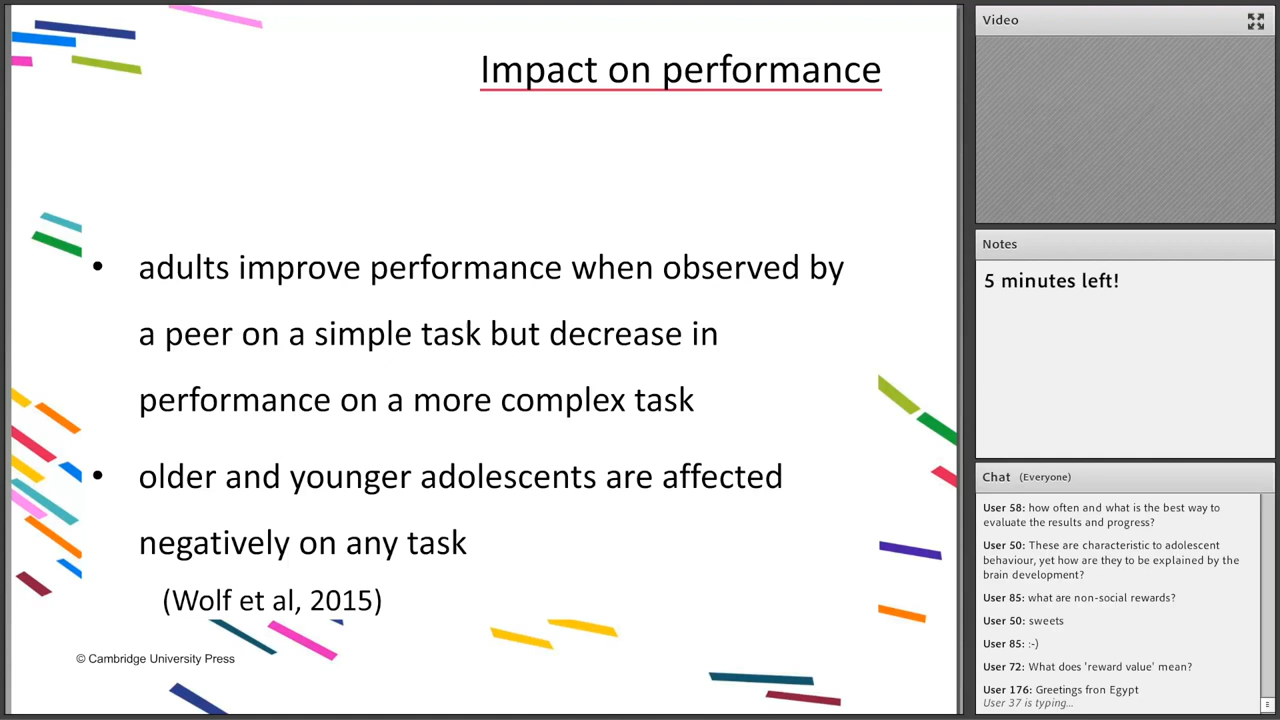 Impact on performance
• adults improve performance when observed by
a peer on a simple task but decrease in
performance on a more complex task
• older and younger adolescents are affected
negatively on any task
(Wolf et al, 2015)
© Cambridge University Press
Video
Notes
5 minutes left!
Chat (Everyone)
User 58: how often and what is the best way to
evaluate the results and progress?
User 50: These are characteristic to adolescent
behaviour, yet how are they to be explained by the
brain development?
User 85: what are non-social rewards?
User 50: sweets
User 85: :-)
User 72: What does 'reward value' mean?
User 176: Greetings fron Egypt
User 37 is typing...